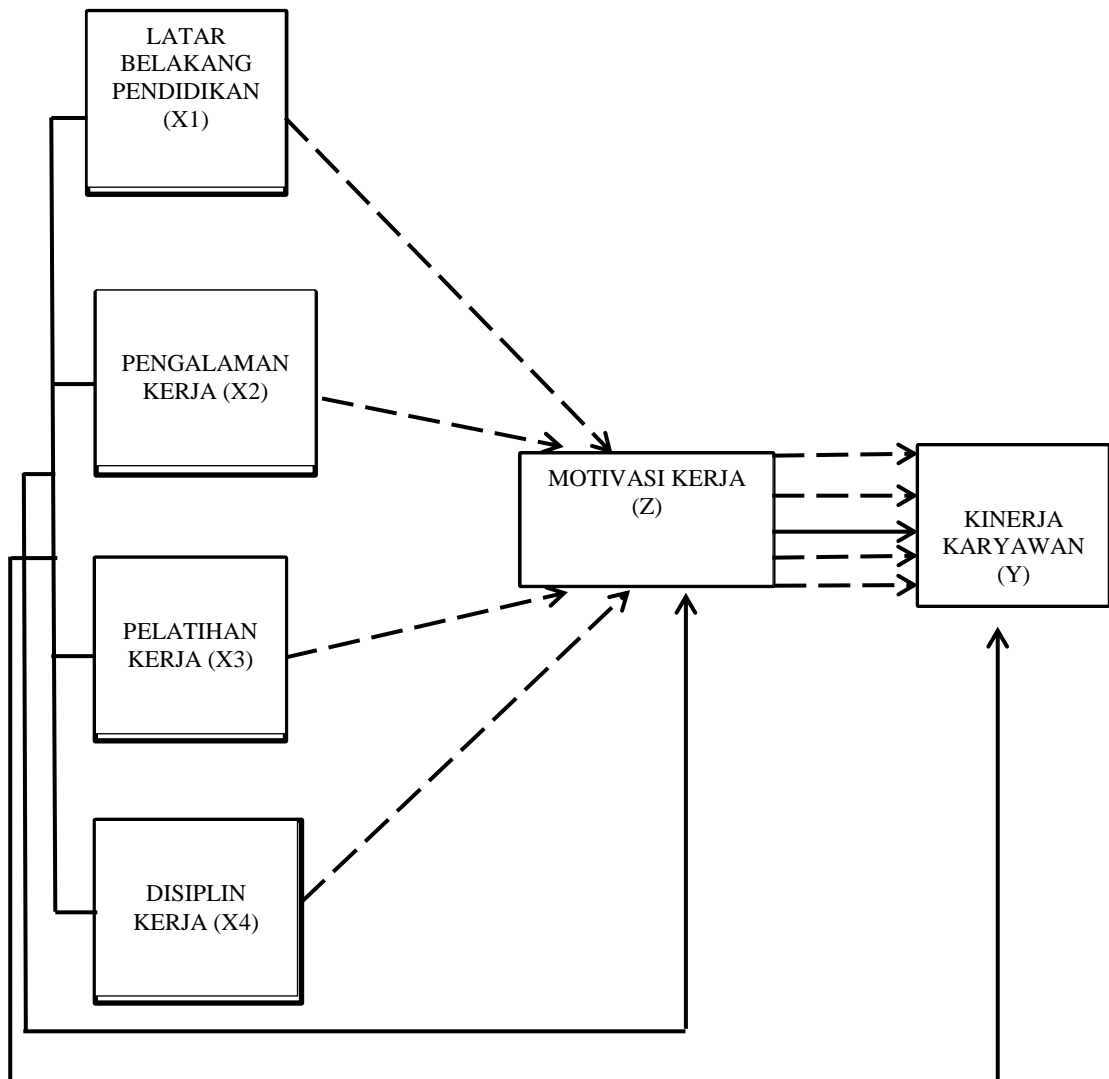 LATAR
BELAKANG
PENDIDIKAN
(X1)
PENGALAMAN
KERJA (X2)
MOTIVASI KERJA
(Z)
KINERJA
KARYAWAN
(Y)
PELATIHAN
KERJA (X3)
DISIPLIN
KERJA (X4)